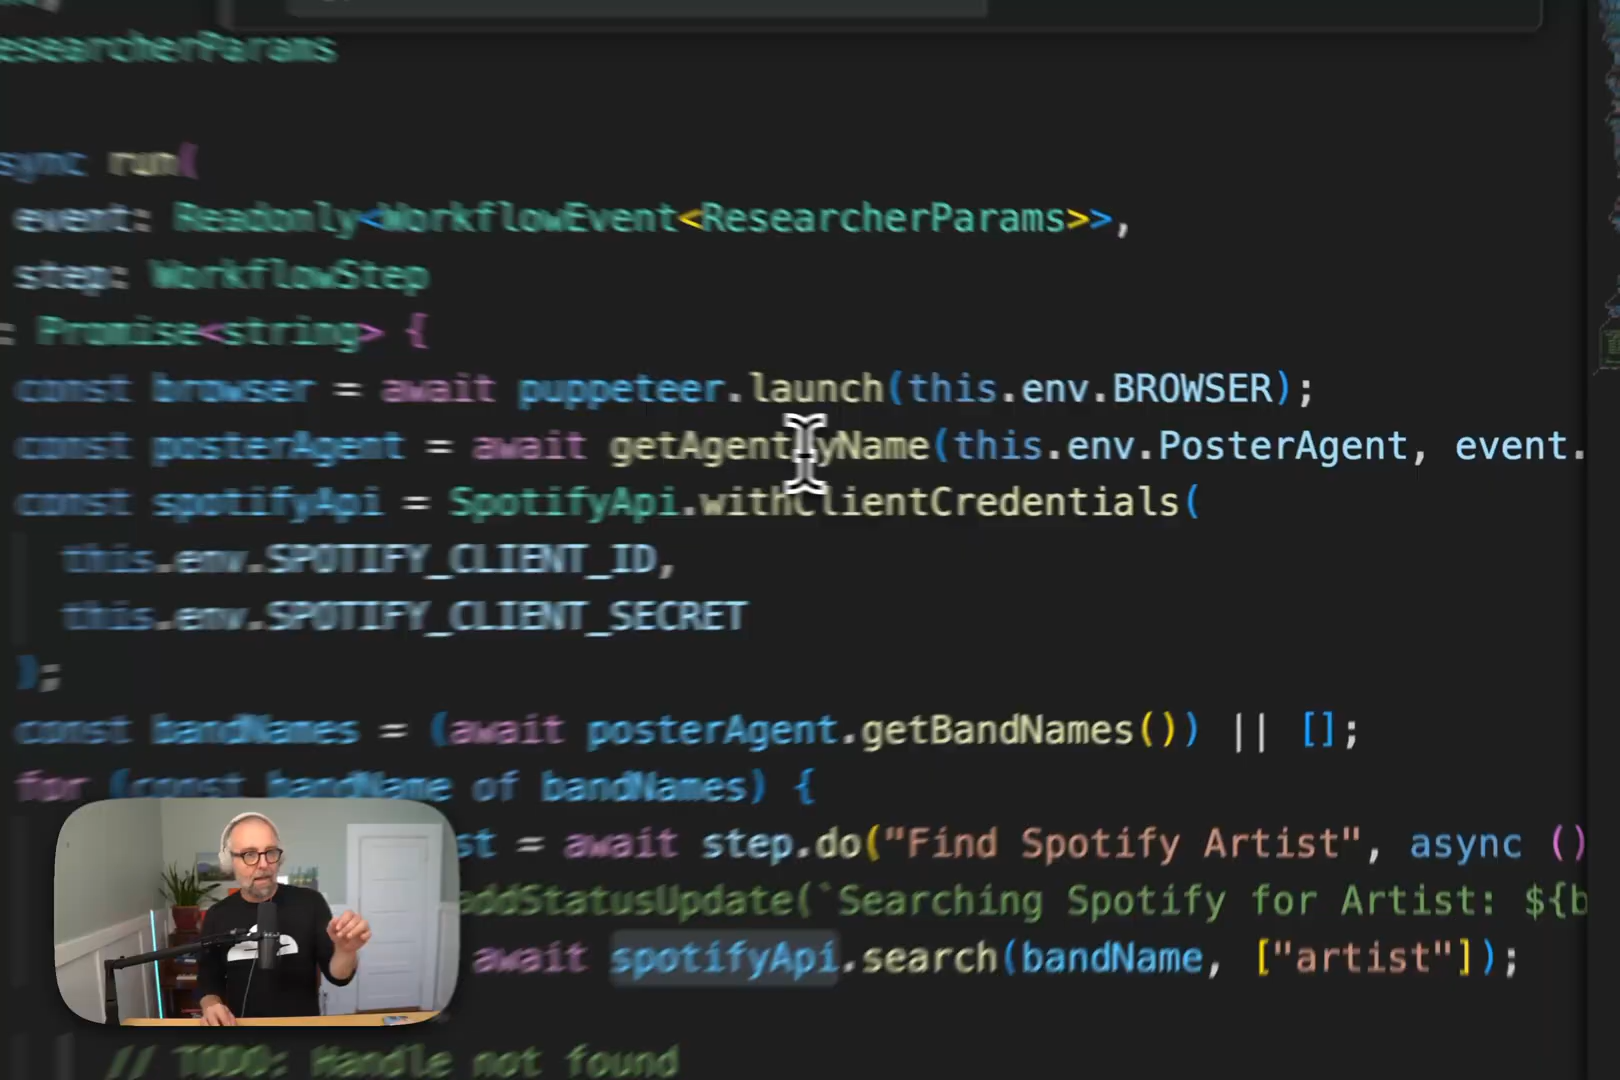 esearcherParams
sync run(
event: Readonly<WorkflowEvent<ResearcherParams>>,
step: WorkflowStep
: Promise<string> {
const browser = await puppeteer.launch(this.env.BROWSER);
const posterAgent = await getAgentByName(this.env.PosterAgent, event.
const spotifyApi = SpotifyApi.withClientCredentials(
this.env.SPOTIFY_CLIENT_ID,
this.env.SPOTIFY_CLIENT_SECRET
);
const bandNames = (await posterAgent.getBandNames()) || [];
for (const bandName of bandNames) {
st = await step.do("Find Spotify Artist", async ()
addStatusUpdate(`Searching Spotify for Artist: ${b
await spotifyApi.search(bandName, ["artist"]);
// TODO: Handle not found